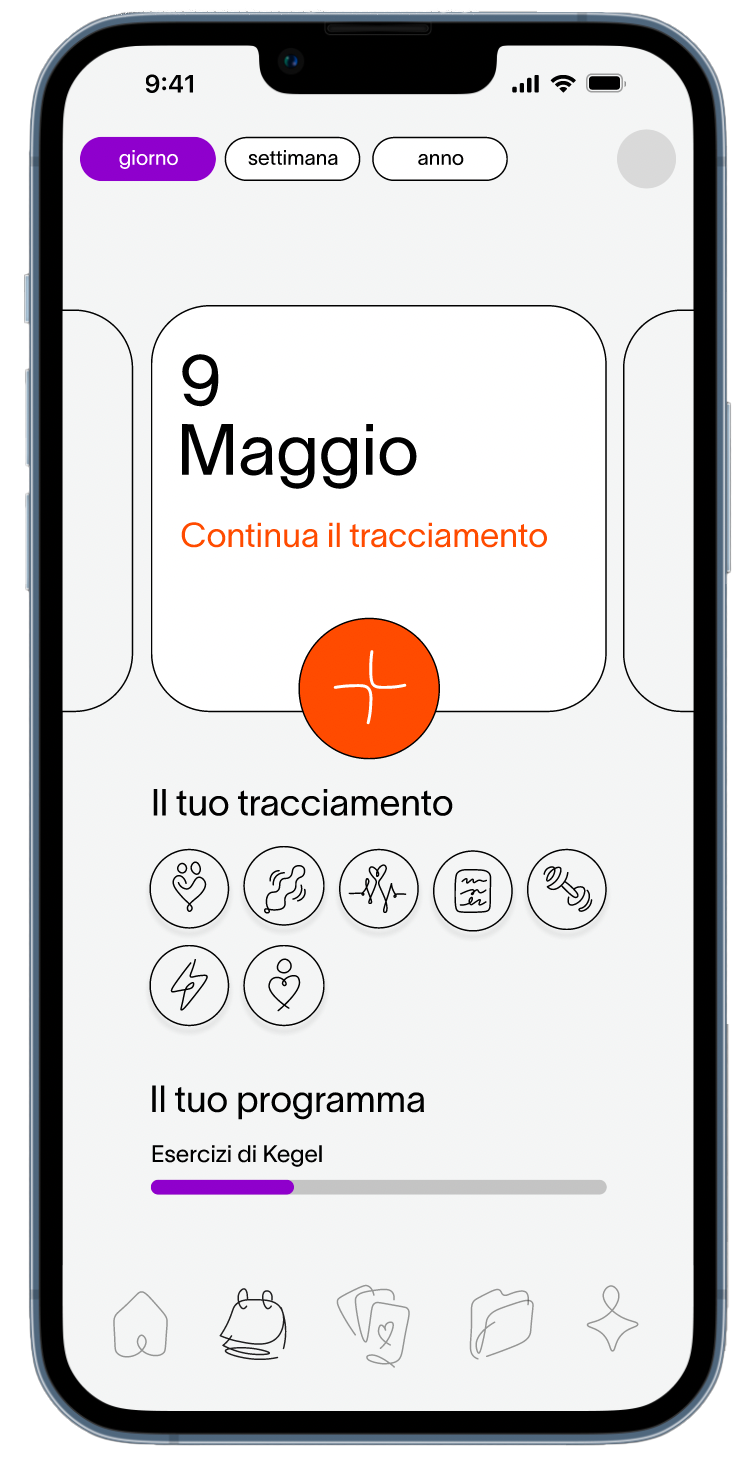 9:41
giorno
settimana
anno
9
Maggio
Continua il tracciamento
Il tuo tracciamento
Il tuo programma
Esercizi di Kegel